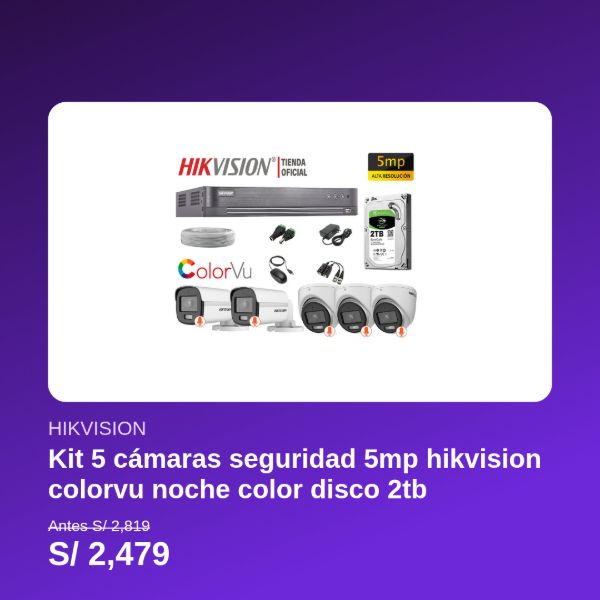 HIKVISION® TIENDA
OFICIAL
5mp
ALTA RESOLUCIÓN
2TB
ColorVu
HIKVISION
Kit 5 cámaras seguridad 5mp hikvision
colorvu noche color disco 2tb
Antes S/ 2,819
S/ 2,479